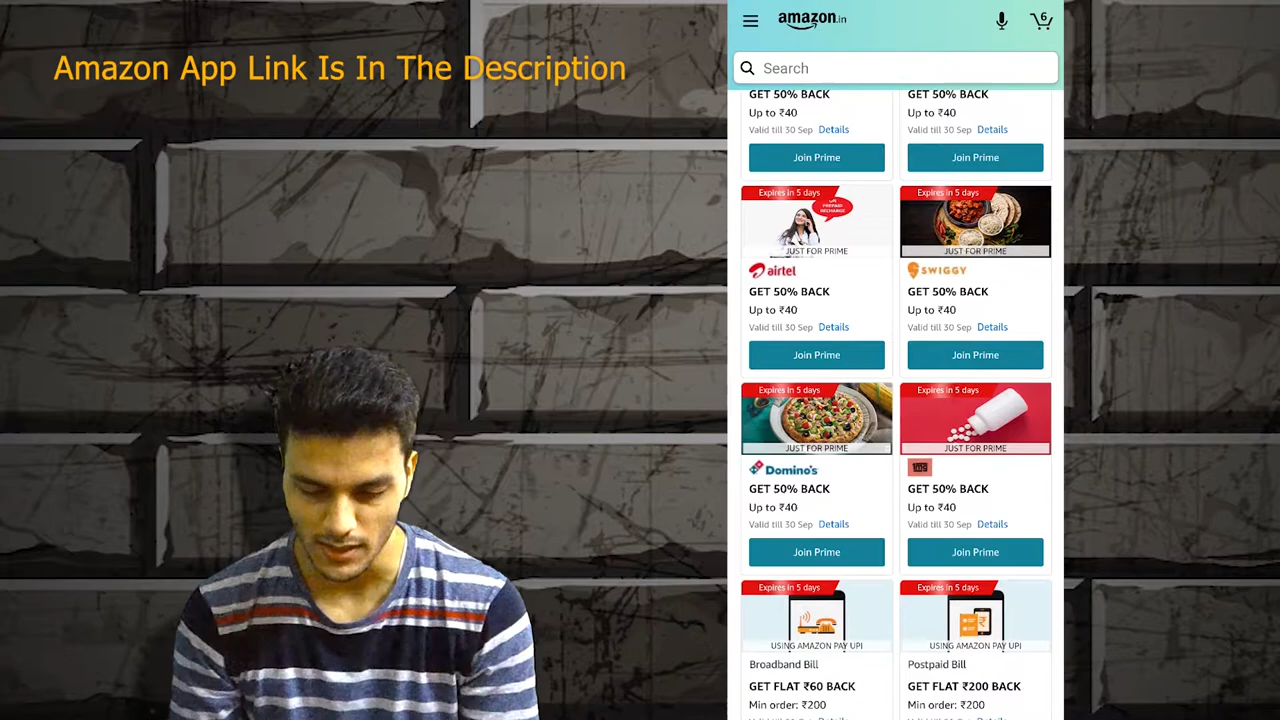 Amazon App Link Is In The Description
amazon.in
6
Search
GET 50% BACK
Up to ₹40
Valid till 30 Sep Details
Join Prime
GET 50% BACK
Up to ₹40
Valid till 30 Sep Details
Join Prime
Expires in 5 days
PREPAID
RECHARGE
JUST FOR PRIME
airtel
GET 50% BACK
Up to ₹40
Valid till 30 Sep Details
Join Prime
Expires in 5 days
JUST FOR PRIME
SWIGGY
GET 50% BACK
Up to ₹40
Valid till 30 Sep Details
Join Prime
Expires in 5 days
JUST FOR PRIME
Domino's
GET 50% BACK
Up to ₹40
Valid till 30 Sep Details
Join Prime
Expires in 5 days
JUST FOR PRIME
GET 50% BACK
Up to ₹40
Valid till 30 Sep Details
Join Prime
Expires in 5 days
USING AMAZON PAY UPI
Broadband Bill
GET FLAT ₹60 BACK
Min order: ₹200
Expires in 5 days
USING AMAZON PAY UPI
Postpaid Bill
GET FLAT ₹200 BACK
Min order: ₹200